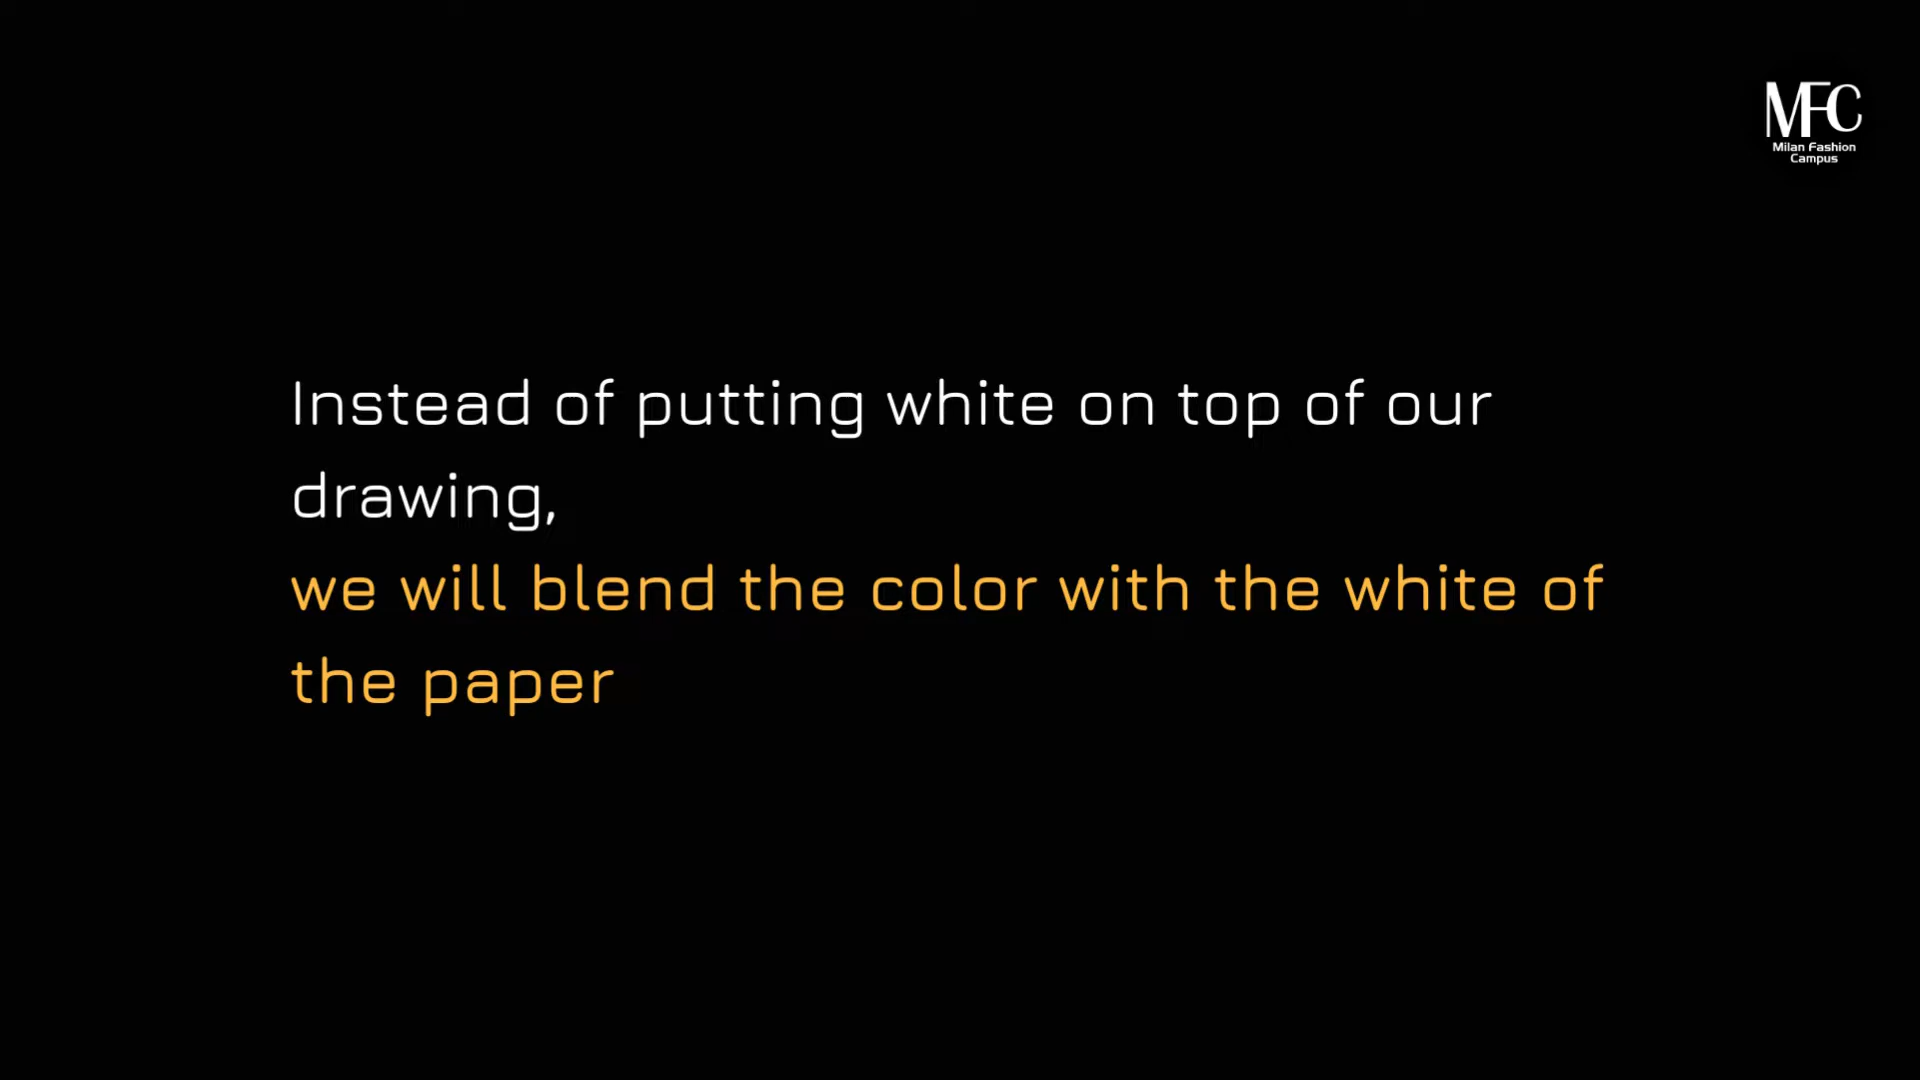 MFC
Milan Fashion
Campus
Instead of putting white on top of our
drawing,
we will blend the color with the white of
the paper